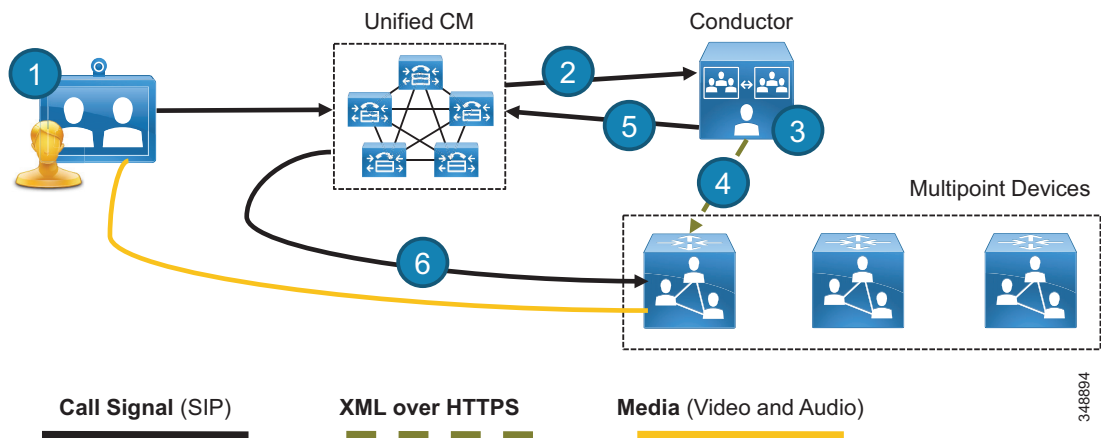 Unified CM
Conductor
1
2
5
3
4
Multipoint Devices
6
Call Signal (SIP)
XML over HTTPS
Media (Video and Audio)
348894